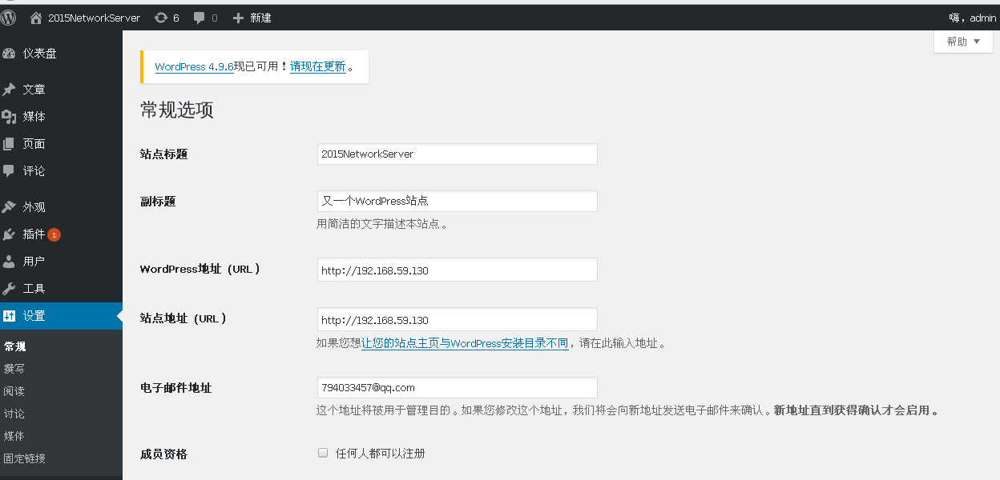 2015NetworkServer 6 0 新建 嗨，admin
帮助
仪表盘
文章
媒体
页面
评论
外观
插件 1
用户
工具
设置
常规
撰写
阅读
讨论
媒体
固定链接
WordPress 4.9.6现已可用！请现在更新。
常规选项
站点标题 2015NetworkServer
副标题 又一个WordPress站点
用简洁的文字描述本站点。
WordPress地址（URL） http://192.168.59.130
站点地址（URL） http://192.168.59.130
如果您想让您的站点主页与WordPress安装目录不同，请在此输入地址。
电子邮件地址 794033457@qq.com
这个地址将被用于管理目的。如果您修改这个地址，我们将会向新地址发送电子邮件来确认。新地址直到获得确认才会启用。
成员资格 任何人都可以注册